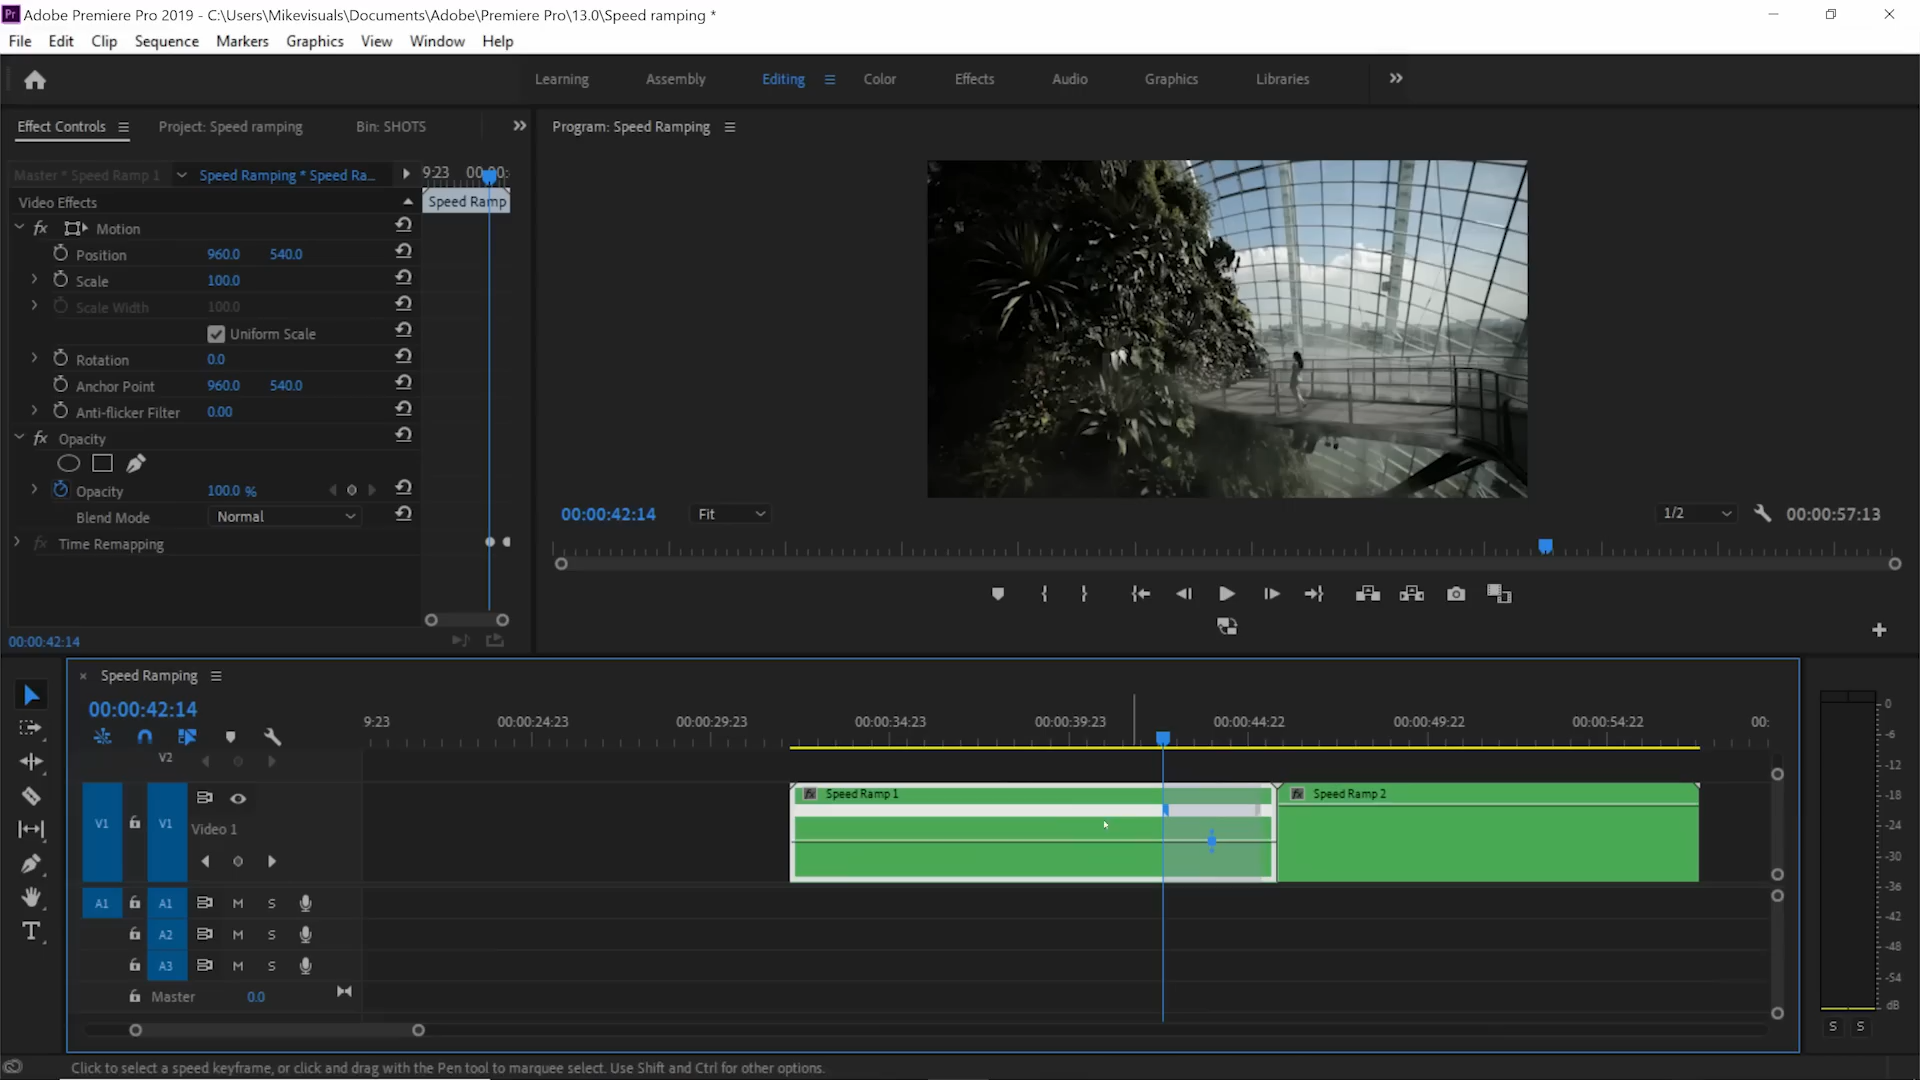 Pr Adobe Premiere Pro 2019 - C:\Users\Mikevisuals\Documents\Adobe\Premiere Pro\13.0\Speed ramping *
File Edit Clip Sequence Markers Graphics View Window Help
Learning Assembly Editing Color Effects Audio Graphics Libraries
Effect Controls Project: Speed ramping Bin: SHOTS
Program: Speed Ramping
Master * Speed Ramp 1 Speed Ramping * Speed Ra... 9:23 00:00:
Video Effects Speed Ramp
fx Motion
Position 960.0 540.0
Scale 100.0
Scale Width 100.0
Uniform Scale
Rotation 0.0
Anchor Point 960.0 540.0
Anti-flicker Filter 0.00
fx Opacity
Opacity 100.0 %
Blend Mode Normal
fx Time Remapping
00:00:42:14
00:00:42:14 Fit 1/2 00:00:57:13
Speed Ramping
00:00:42:14
9:23 00:00:24:23 00:00:29:23 00:00:34:23 00:00:39:23 00:00:44:22 00:00:49:22 00:00:54:22 00:
V2
fx Speed Ramp 1 fx Speed Ramp 2
V1 V1 Video 1
A1 A1 M S
A2 M S
A3 M S
Master 0.0
0
-6
-12
-18
-24
-30
-36
-42
-48
-54
dB
S S
Click to select a speed keyframe, or click and drag with the Pen tool to marquee select. Use Shift and Ctrl for other options.